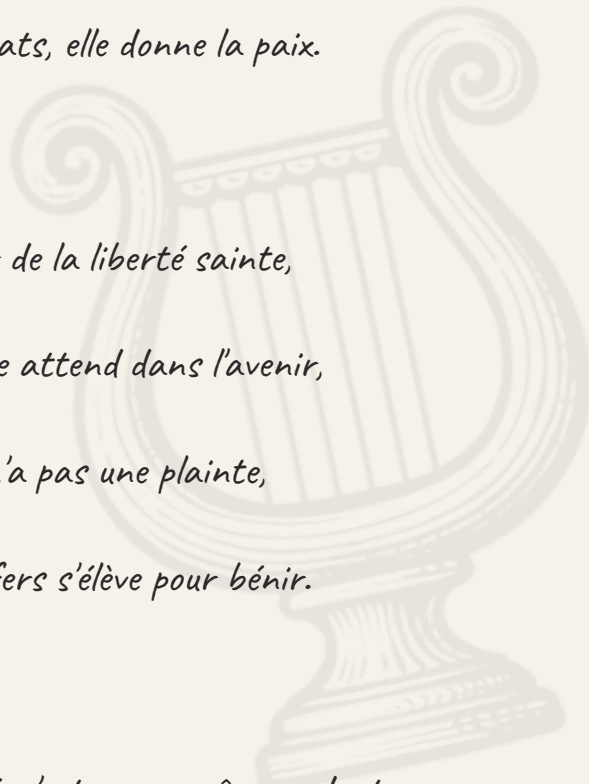 ats, elle donne la paix.
de la liberté sainte,
e attend dans l'avenir,
'a pas une plainte,
fers s'élève pour bénir.